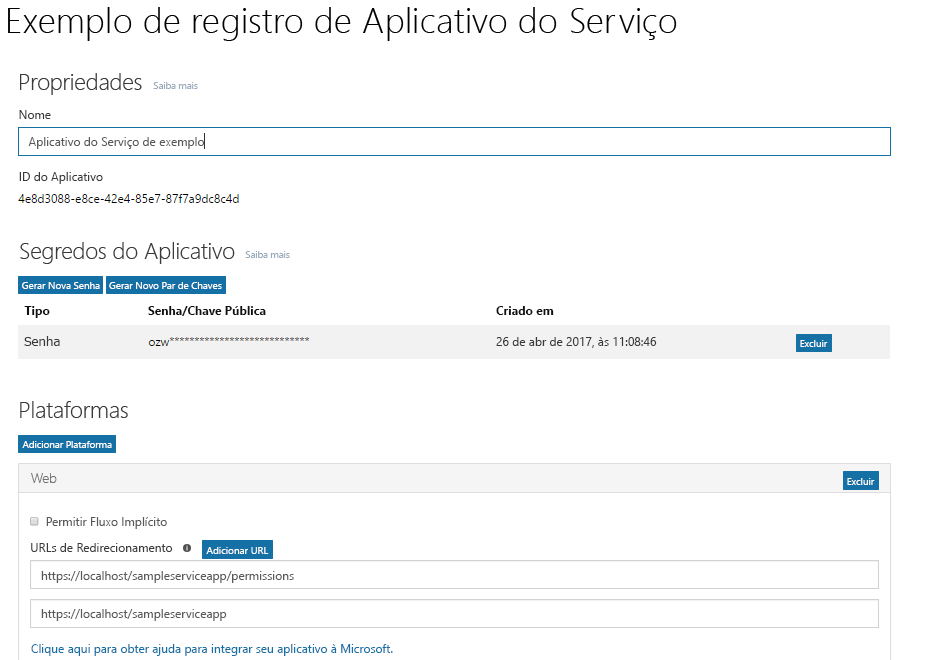 Exemplo de registro de Aplicativo do Serviço
Propriedades Saiba mais
Nome
Aplicativo do Serviço de exemplo
ID do Aplicativo
4e8d3088-e8ce-42e4-85e7-87f7a9dc8c4d
Segredos do Aplicativo Saiba mais
Gerar Nova Senha Gerar Novo Par de Chaves
Tipo Senha/Chave Pública Criado em
Senha ozw**************************** 26 de abr de 2017, às 11:08:46 Excluir
Plataformas
Adicionar Plataforma
Web Excluir
Permitir Fluxo Implícito
URLs de Redirecionamento Adicionar URL
https://localhost/sampleserviceapp/permissions
https://localhost/sampleserviceapp
Clique aqui para obter ajuda para integrar seu aplicativo à Microsoft.